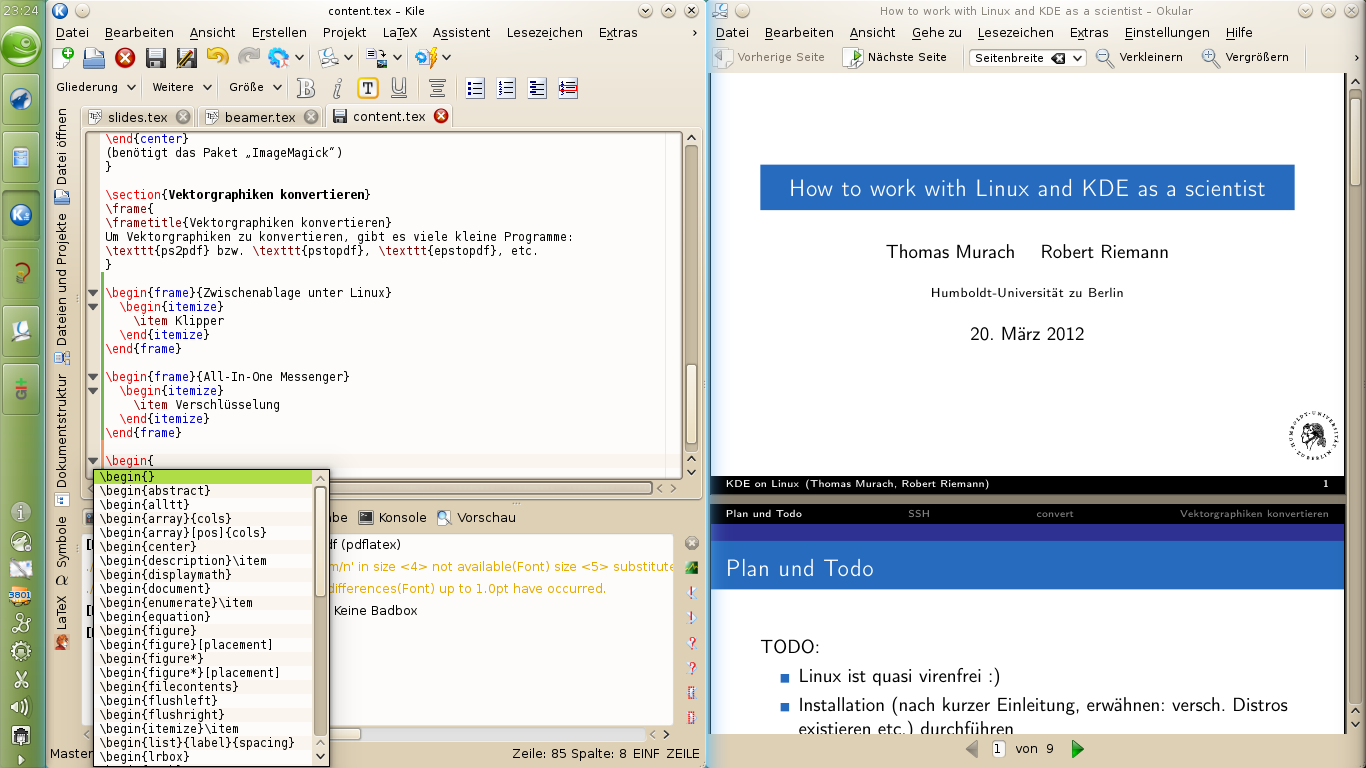 23:24
content.tex – Kile
Datei Bearbeiten Ansicht Erstellen Projekt LaTeX Assistent Lesezeichen Extras
Gliederung Weitere Größe B i T U
slides.tex beamer.tex content.tex
Datei öffnen
Dateien und Projekte
Dokumentstruktur
Symbole
LaTeX
\end{center}
(benötigt das Paket „ImageMagick“)
}
\section{Vektorgraphiken konvertieren}
\frame{
\frametitle{Vektorgraphiken konvertieren}
Um Vektorgraphiken zu konvertieren, gibt es viele kleine Programme:
\texttt{ps2pdf} bzw. \texttt{pstopdf}, \texttt{epstopdf}, etc.
}
\begin{frame}{Zwischenablage unter Linux}
\begin{itemize}
\item Klipper
\end{itemize}
\end{frame}
\begin{frame}{All-In-One Messenger}
\begin{itemize}
\item Verschlüsselung
\end{itemize}
\end{frame}
\begin{
\begin{}
\begin{abstract}
\begin{alltt}
\begin{array}{cols}
\begin{array}[pos]{cols}
\begin{center}
\begin{description}\item
\begin{displaymath}
\begin{document}
\begin{enumerate}\item
\begin{equation}
\begin{figure}
\begin{figure}[placement]
\begin{figure*}
\begin{figure*}[placement]
\begin{filecontents}
\begin{flushleft}
\begin{flushright}
\begin{itemize}\item
\begin{list}{label}{spacing}
\begin{lrbox}
Konsole Vorschau
(pdflatex)
in size <4> not available(Font) size <5> substitute
differences(Font) up to 1.0pt have occurred.
Keine Badbox
Master
Zeile: 85 Spalte: 8 EINF ZEILE
3801
How to work with Linux and KDE as a scientist – Okular
Datei Bearbeiten Ansicht Gehe zu Lesezeichen Extras Einstellungen Hilfe
Vorherige Seite Nächste Seite Seitenbreite Verkleinern Vergrößern
How to work with Linux and KDE as a scientist
Thomas Murach Robert Riemann
Humboldt-Universität zu Berlin
20. März 2012
HUMBOLDT-UNIVERSITÄT ZU BERLIN
KDE on Linux (Thomas Murach, Robert Riemann) 1
Plan und Todo SSH convert Vektorgraphiken konvertieren
Plan und Todo
TODO:
Linux ist quasi virenfrei :)
Installation (nach kurzer Einleitung, erwähnen: versch. Distros
existieren etc.) durchführen
1 von 9